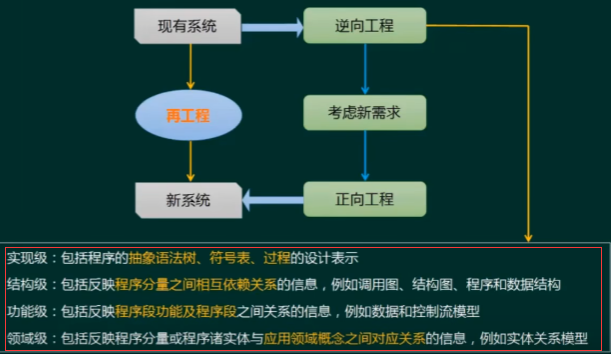 现有系统
逆向工程
再工程
考虑新需求
新系统
正向工程
实现级：包括程序的抽象语法树、符号表、过程的设计表示
结构级：包括反映程序分量之间相互依赖关系的信息，例如调用图、结构图、程序和数据结构
功能级：包括反映程序段功能及程序段之间关系的信息，例如数据和控制流模型
领域级：包括反映程序分量或程序诸实体与应用领域概念之间对应关系的信息，例如实体关系模型